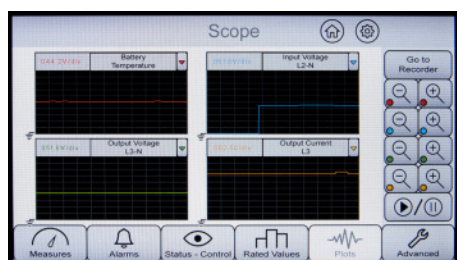 Scope
Battery
Temperature
Input Voltage
L2-N
Go to
Recorder
Output Voltage
L3-N
Output Current
L3
Measures
Alarms
Status - Control
Rated Values
Plots
Advanced